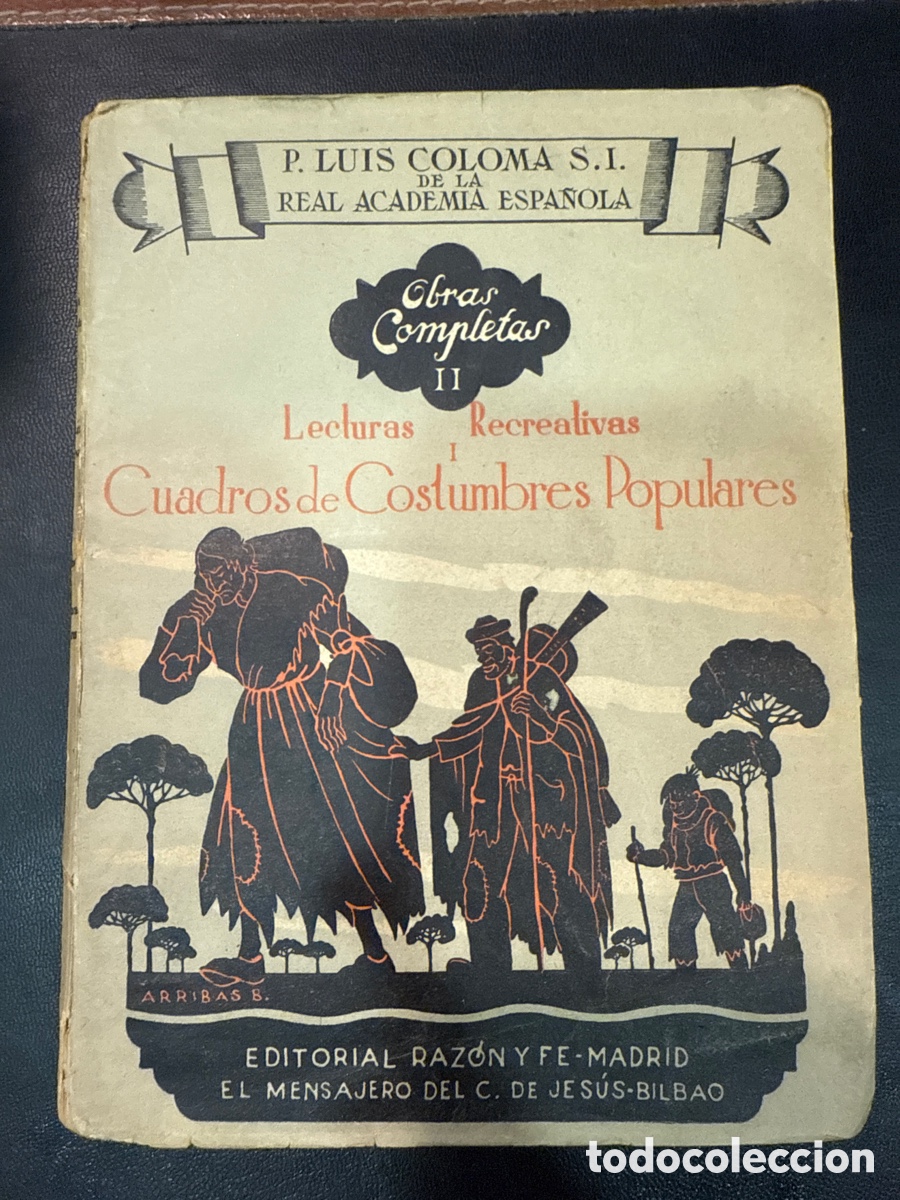 P. LUIS COLOMA S.I.
DE LA
REAL ACADEMIA ESPAÑOLA
Obras
Completas
II
Lecturas Recreativas
I
Cuadros de Costumbres Populares
ARRIBAS B.
EDITORIAL RAZÓN Y FE-MADRID
EL MENSAJERO DEL C. DE JESÚS-BILBAO
todocoleccion